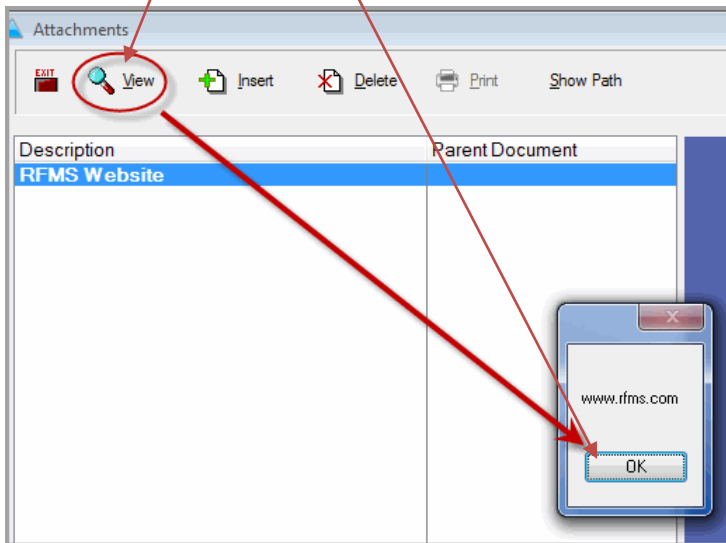 Attachments
EXIT View Insert Delete Print Show Path
Description Parent Document
RFMS Website
www.rfms.com
OK